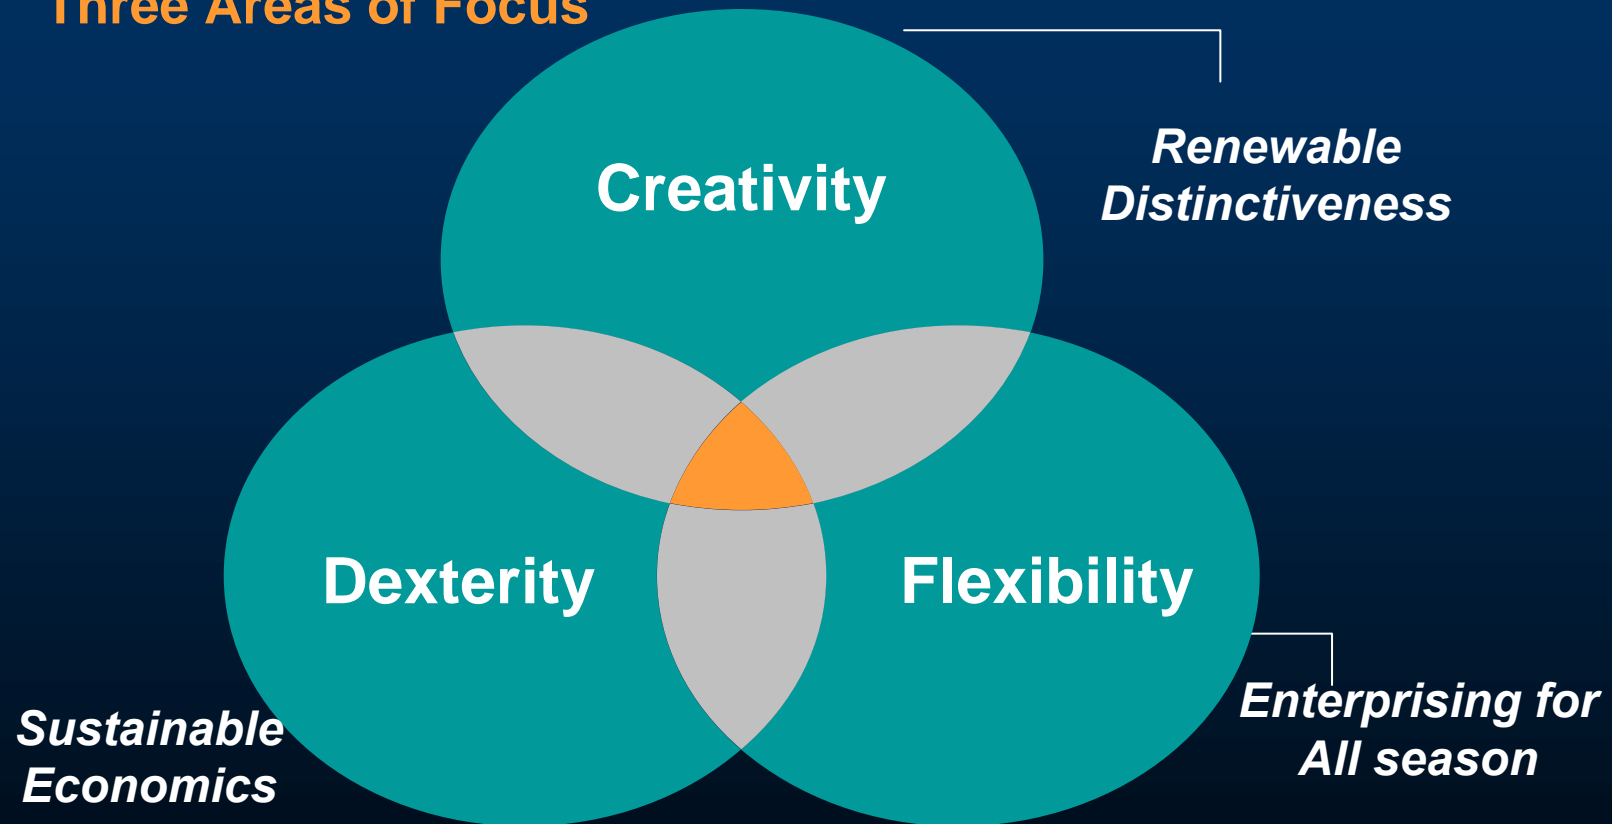 Three Areas of Focus
Creativity
Renewable
Distinctiveness
Dexterity
Flexibility
Sustainable
Economics
Enterprising for
All season